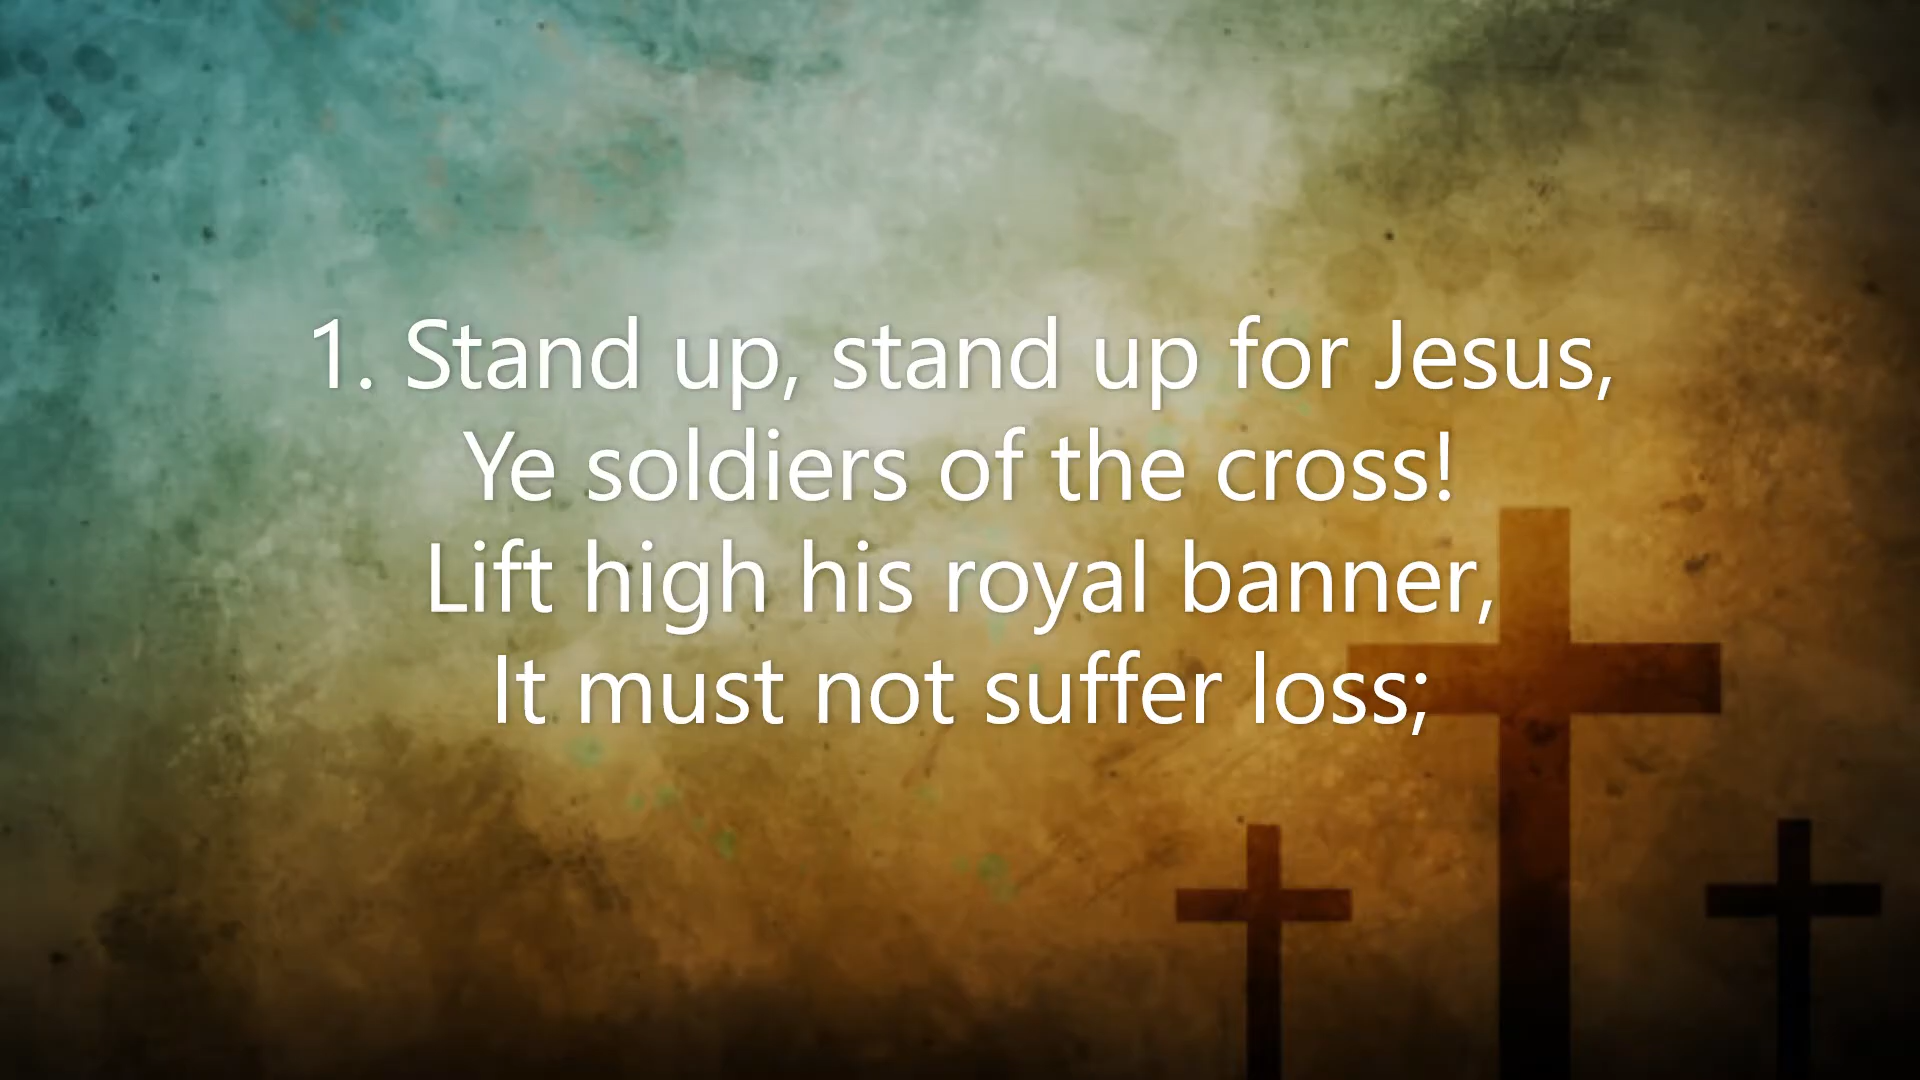 1. Stand up, stand up for Jesus,
Ye soldiers of the cross!
Lift high his royal banner,
It must not suffer loss;